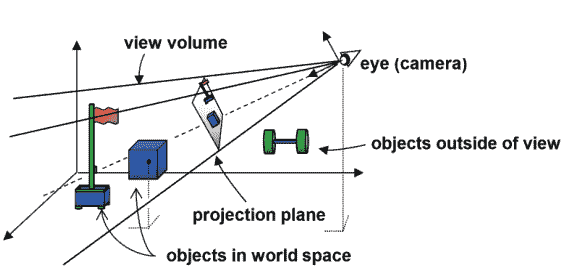 view volume
eye (camera)
objects outside of view
projection plane
objects in world space